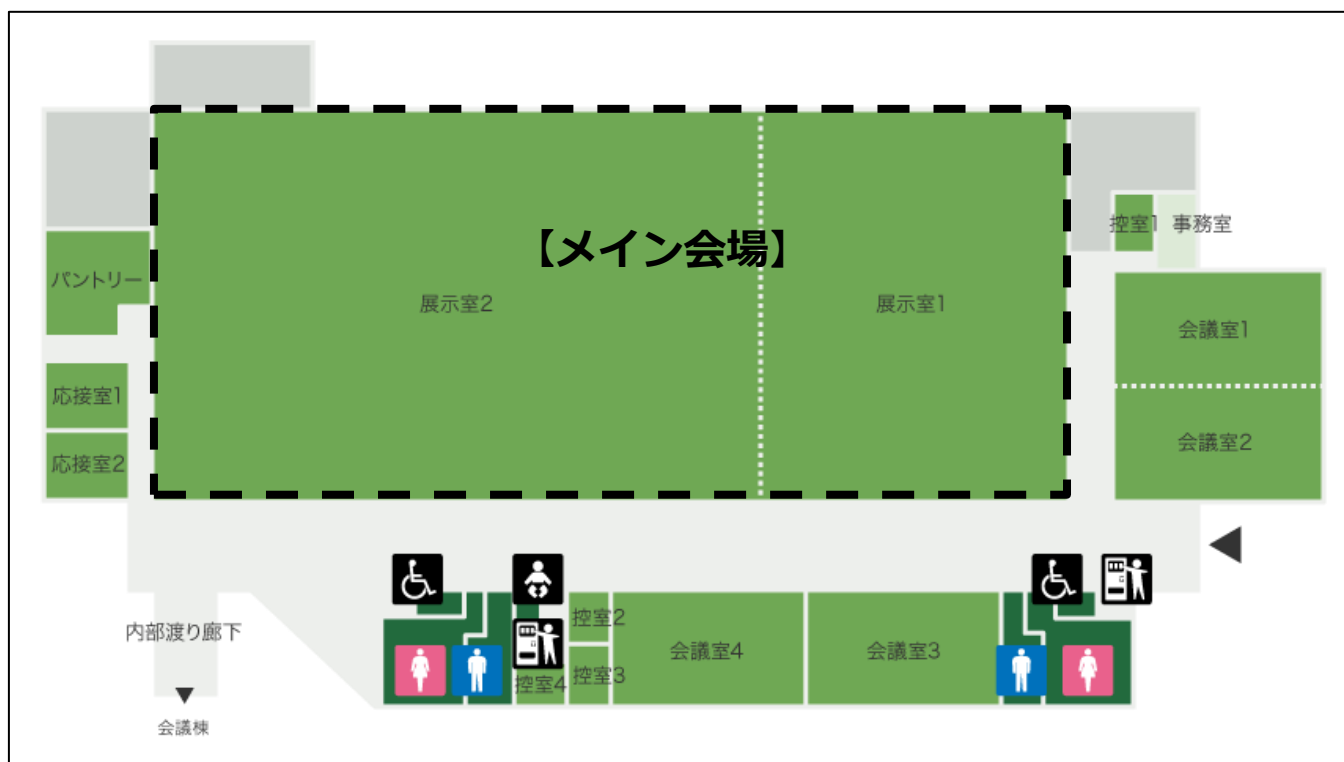 控室1 事務室
【メイン会場】
パントリー
展示室2
展示室1
会議室1
応接室1
会議室2
応接室2
控室2
内部渡り廊下
会議室4
会議室3
控室3
控室4
会議棟